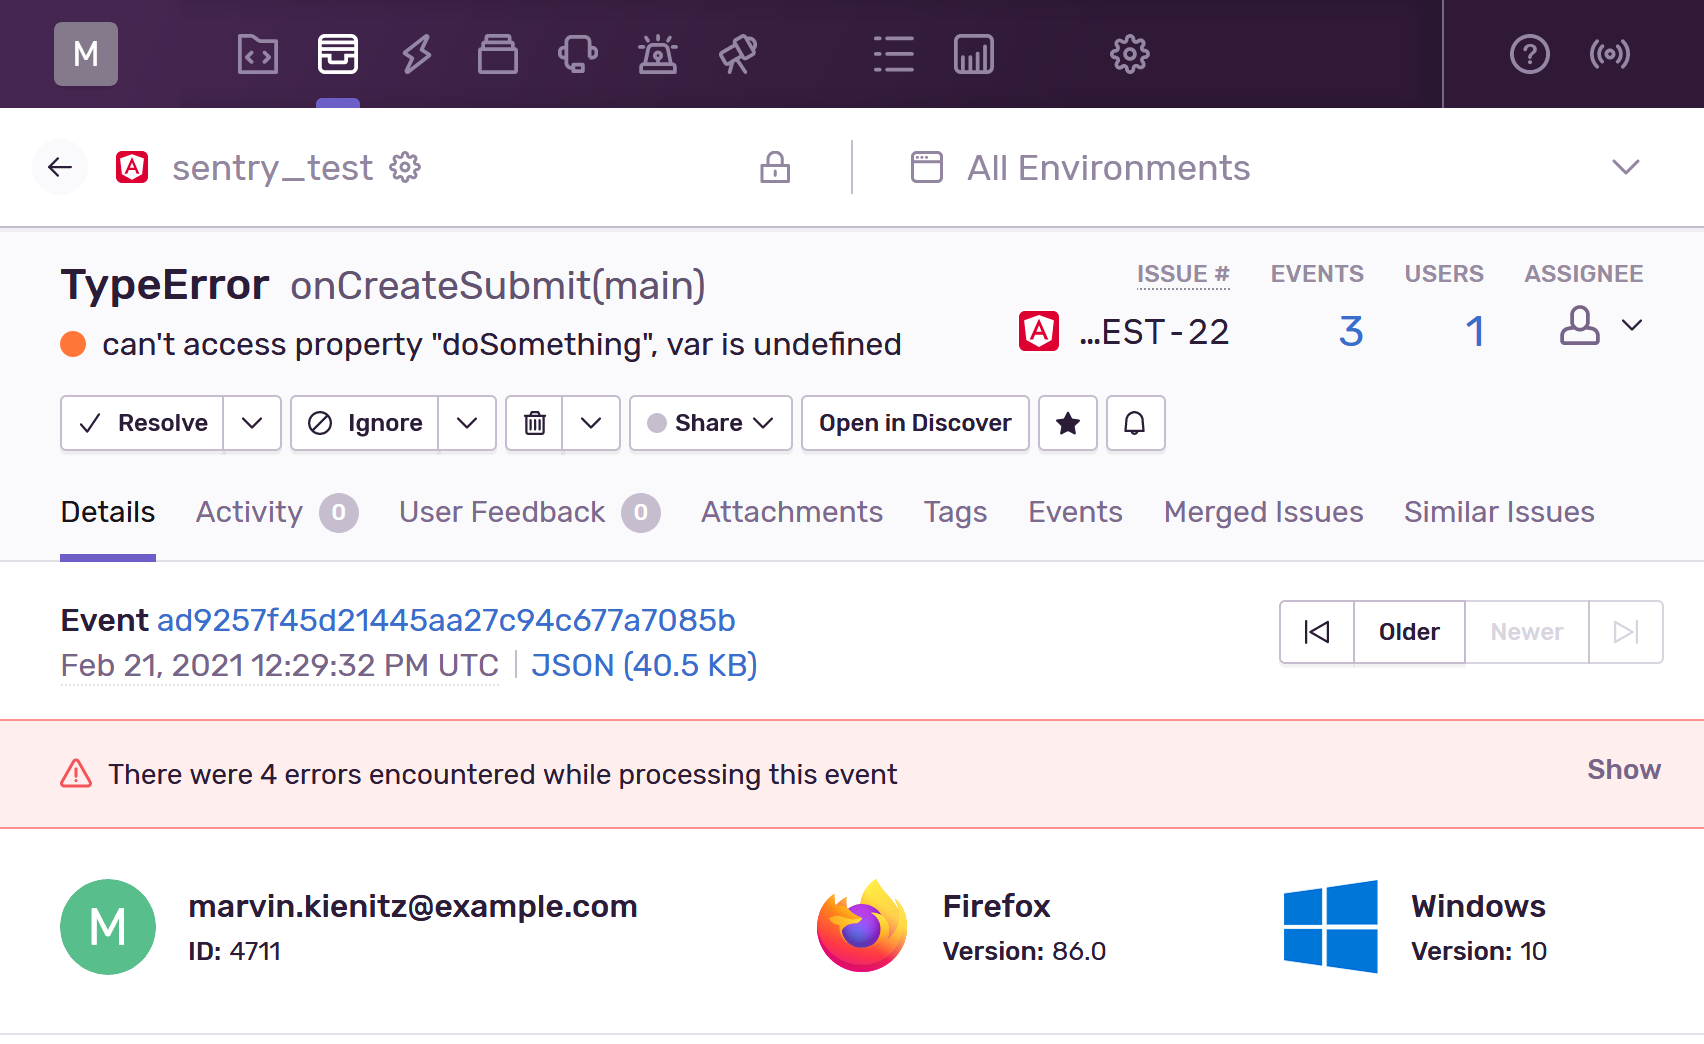 M
sentry_test
All Environments
TypeError onCreateSubmit(main)
can't access property "doSomething", var is undefined
ISSUE # EVENTS USERS ASSIGNEE
...EST-22 3 1
Resolve Ignore Share Open in Discover
Details Activity 0 User Feedback 0 Attachments Tags Events Merged Issues Similar Issues
Event ad9257f45d21445aa27c94c677a7085b
Feb 21, 2021 12:29:32 PM UTC JSON (40.5 KB)
Older Newer
There were 4 errors encountered while processing this event
Show
M
marvin.kienitz@example.com
ID: 4711
Firefox
Version: 86.0
Windows
Version: 10